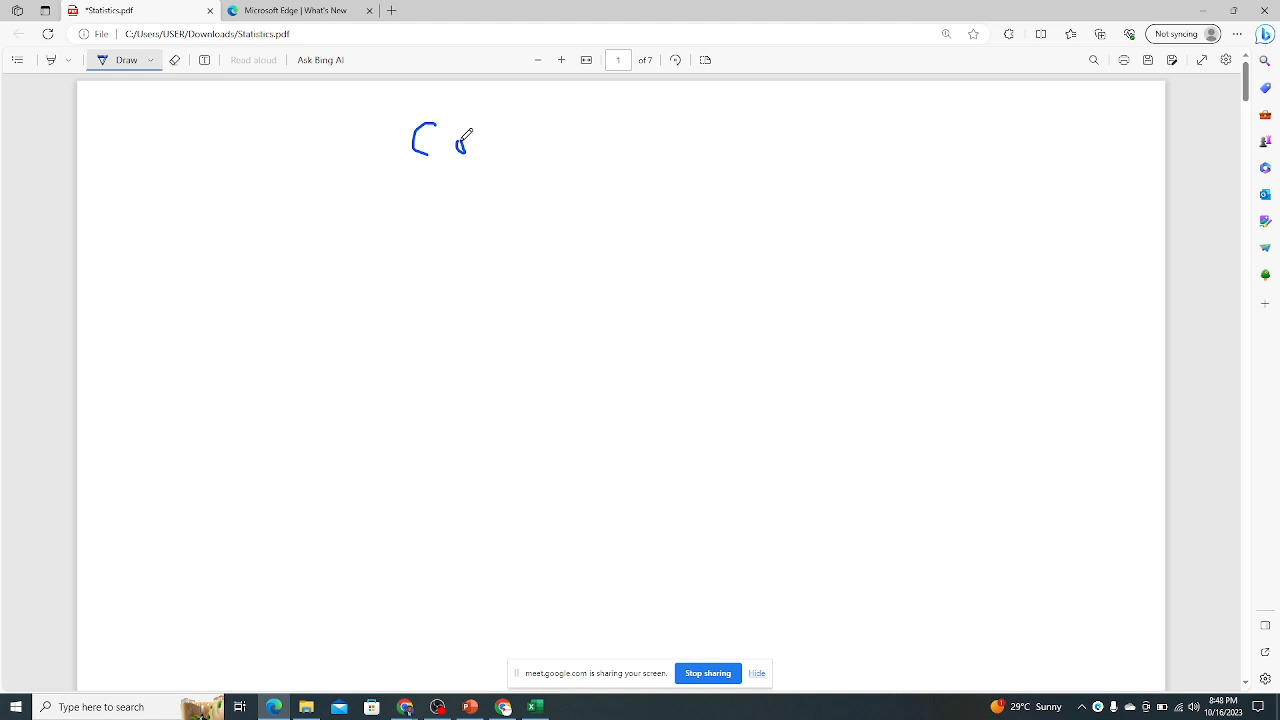 *Statistics.pdf
Microsoft Edge | What's New
File
C:/Users/USER/Downloads/Statistics.pdf
Not syncing
Draw
Read aloud
Ask Bing AI
1
of 7
C
meet.google.com is sharing your screen.
Stop sharing
Hide
Type here to search
29°C Sunny
8:48 PM
10/16/2023